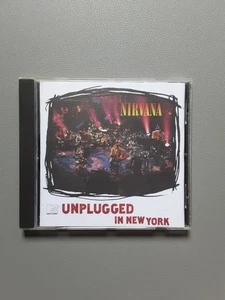 NIRVANA
UNPLUGGED
IN NEW YORK